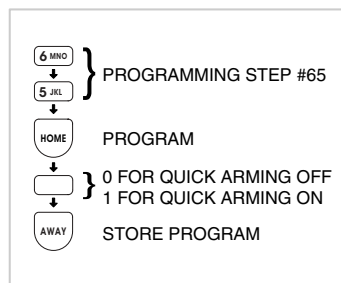 6 MNO
5 JKL
PROGRAMMING STEP #65
HOME
PROGRAM
0 FOR QUICK ARMING OFF
1 FOR QUICK ARMING ON
AWAY
STORE PROGRAM